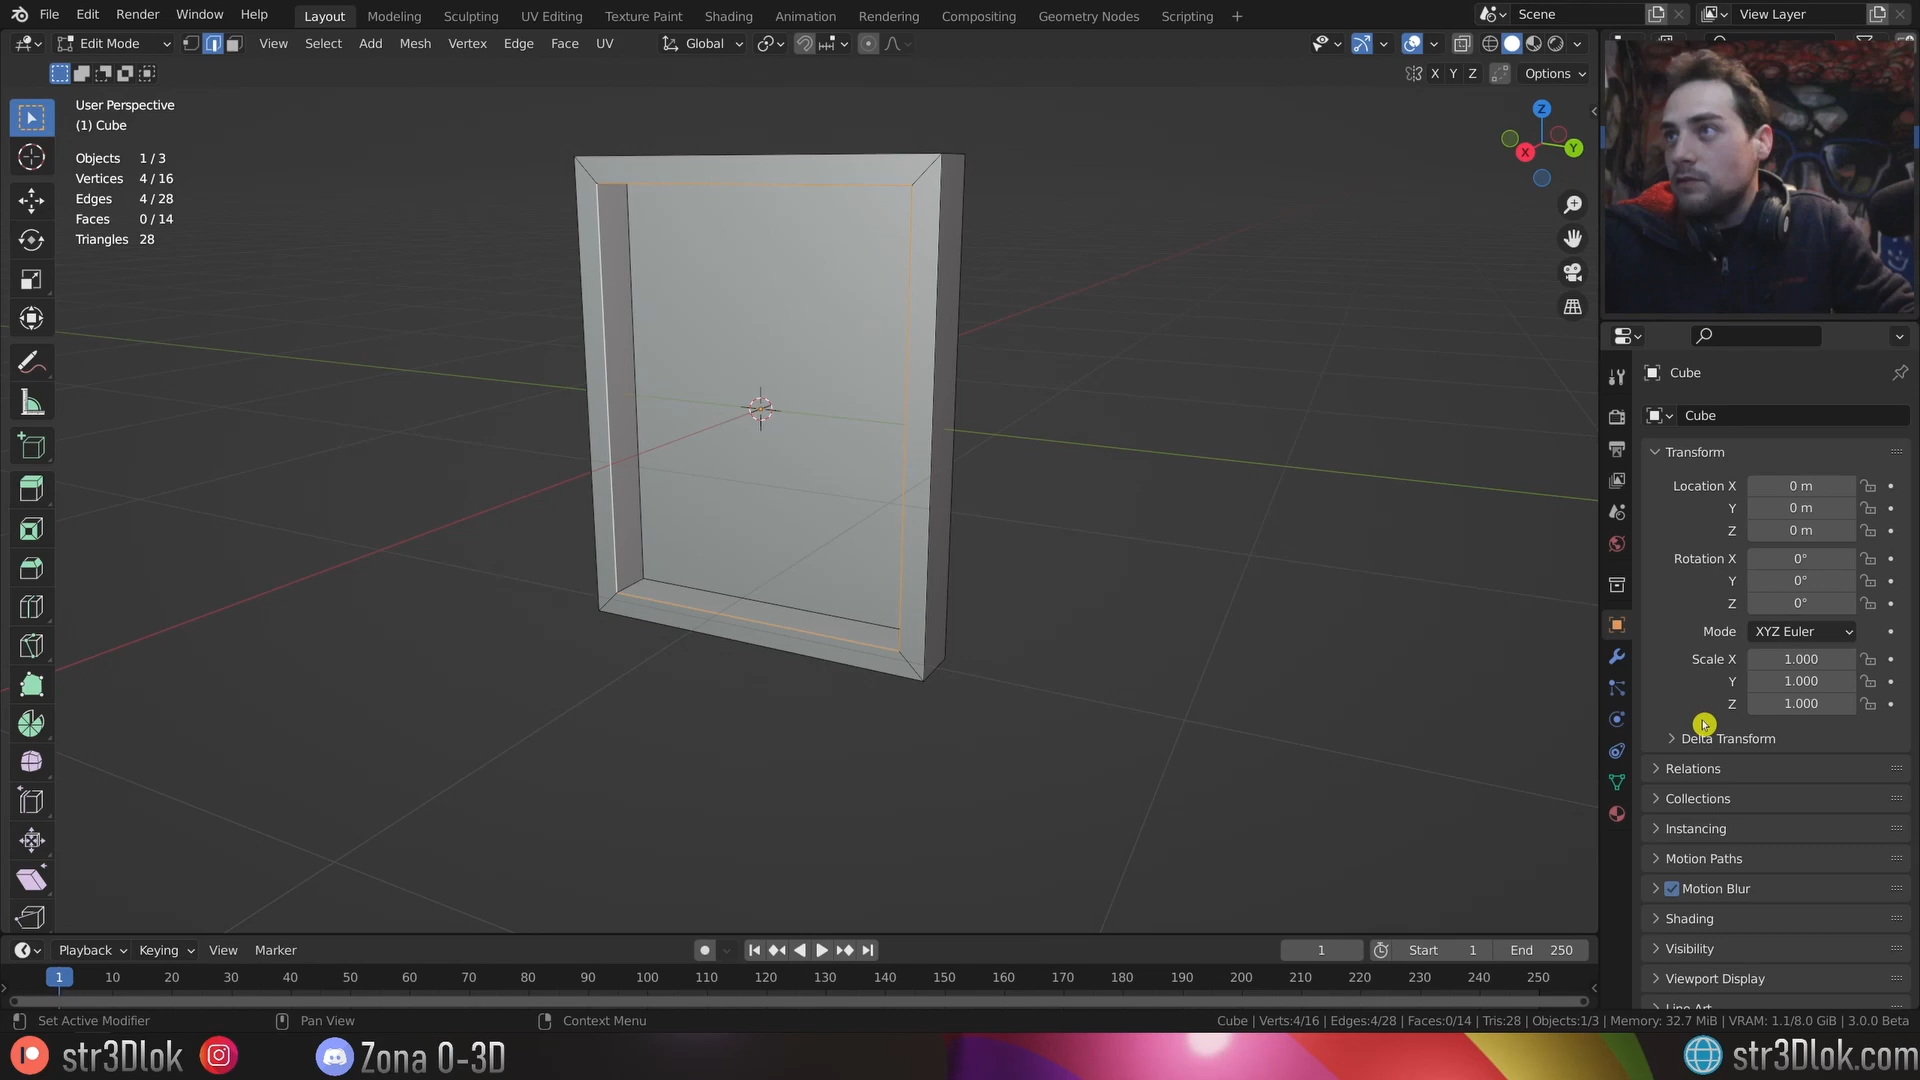 File Edit Render Window Help Layout Modeling Sculpting UV Editing Texture Paint Shading Animation Rendering Compositing Geometry Nodes Scripting + Scene View Layer
Edit Mode View Select Add Mesh Vertex Edge Face UV Global
X Y Z Options
User Perspective
(1) Cube
Objects 1 / 3
Vertices 4 / 16
Edges 4 / 28
Faces 0 / 14
Triangles 28
Z
X
Y
Cube
Cube
Transform
Location X 0 m
Y 0 m
Z 0 m
Rotation X 0°
Y 0°
Z 0°
Mode XYZ Euler
Scale X 1.000
Y 1.000
Z 1.000
Delta Transform
Relations
Collections
Instancing
Motion Paths
Motion Blur
Shading
Visibility
Viewport Display
Line Art
Playback Keying View Marker 1 Start 1 End 250
1 10 20 30 40 50 60 70 80 90 100 110 120 130 140 150 160 170 180 190 200 210 220 230 240 250
Set Active Modifier Pan View Context Menu Cube | Verts:4/16 | Edges:4/28 | Faces:0/14 | Tris:28 | Objects:1/3 | Memory: 32.7 MiB | VRAM: 1.1/8.0 GiB | 3.0.0 Beta
str3Dlok Zona 0-3D str3Dlok.com